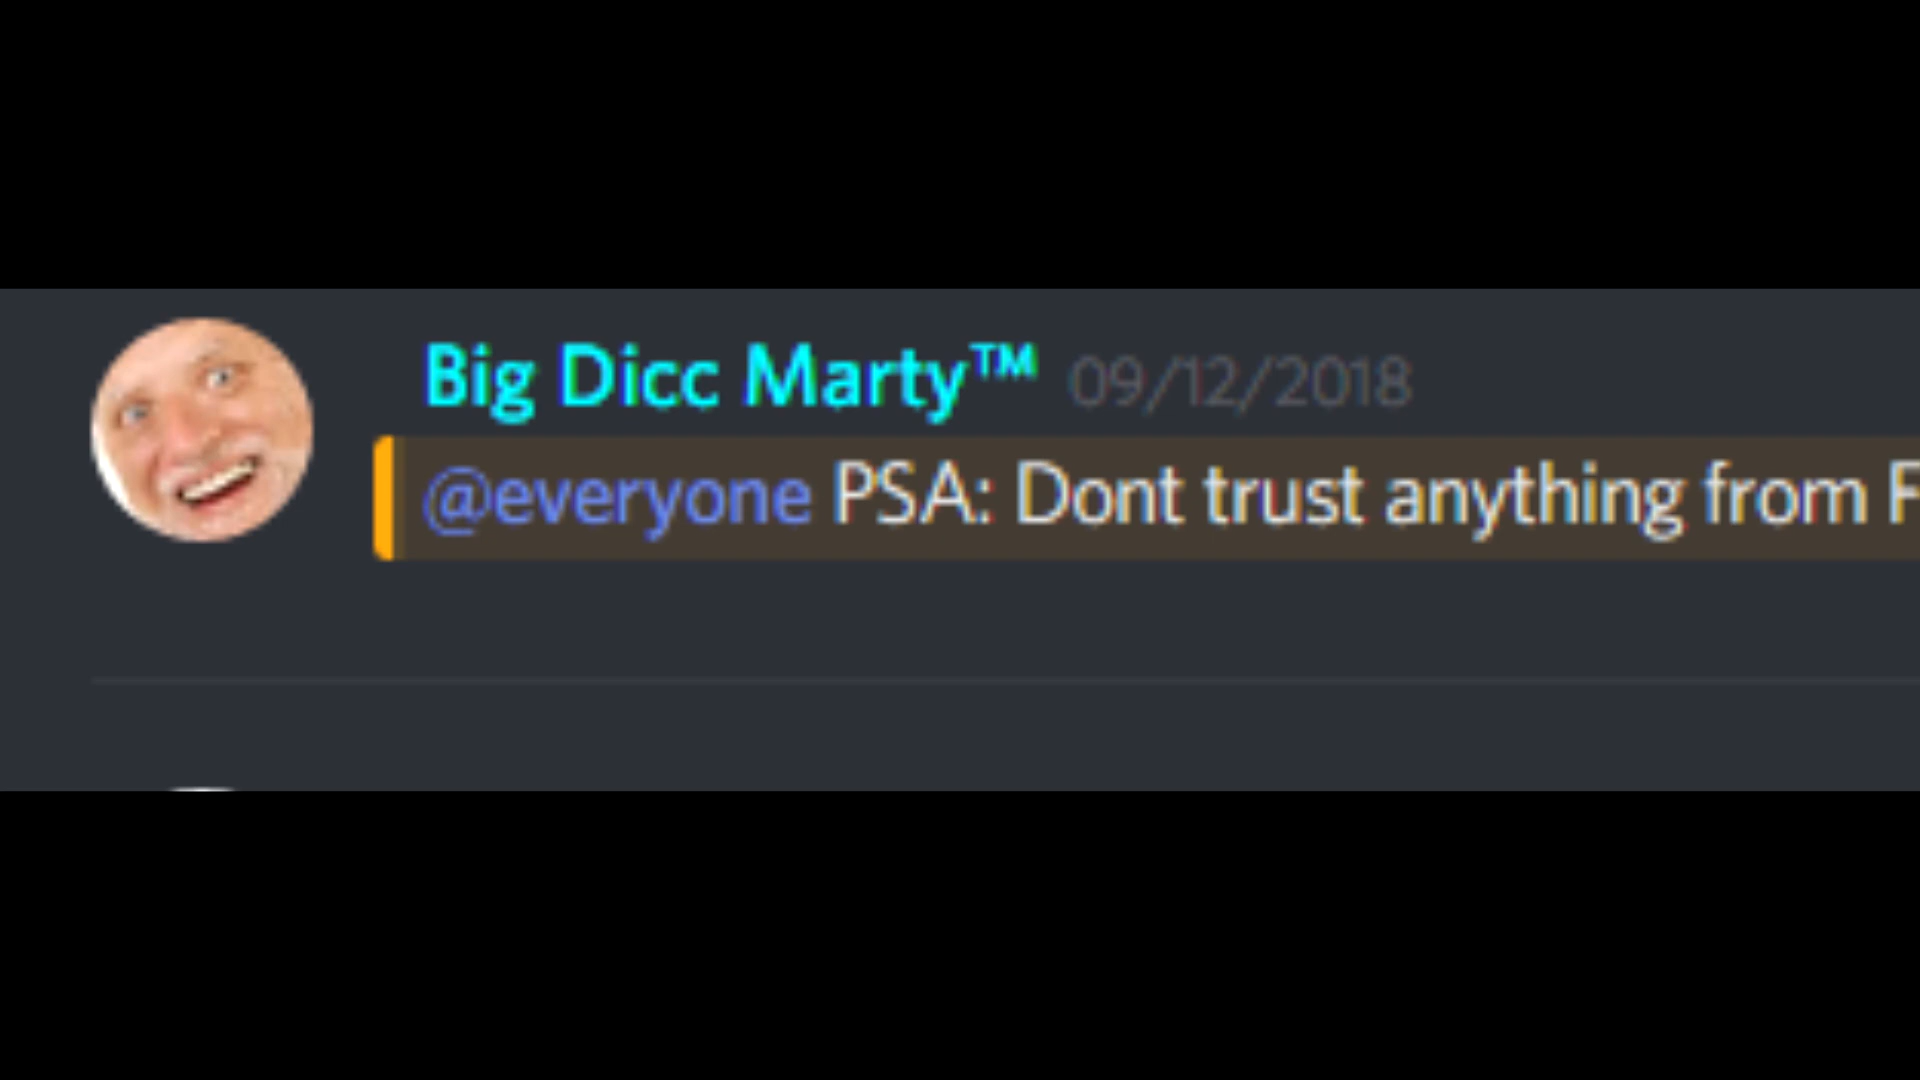 Big Dicc Marty™ 09/12/2018
@everyone PSA: Dont trust anything from F